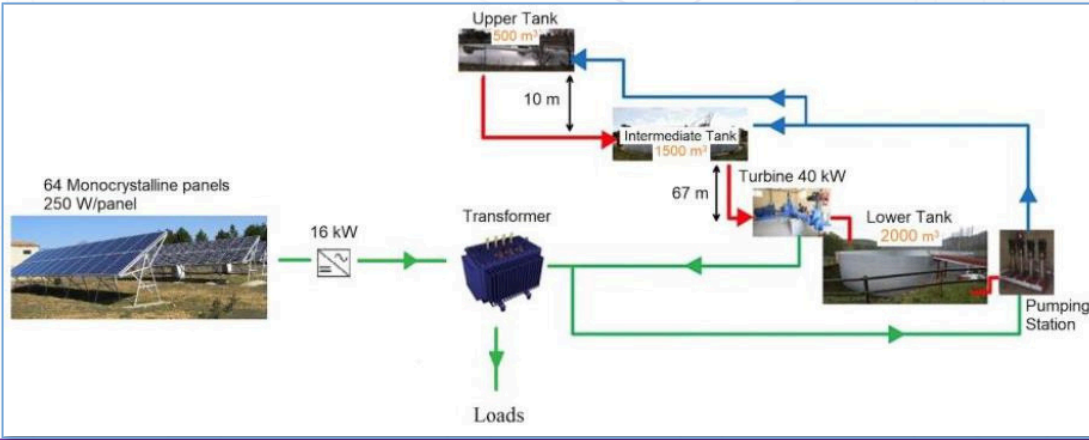 Upper Tank
500 m³
10 m
Intermediate Tank
1500 m³
64 Monocrystalline panels
250 W/panel
67 m
Turbine 40 kW
Transformer
16 kW
Lower Tank
2000 m³
Pumping
Station
Loads